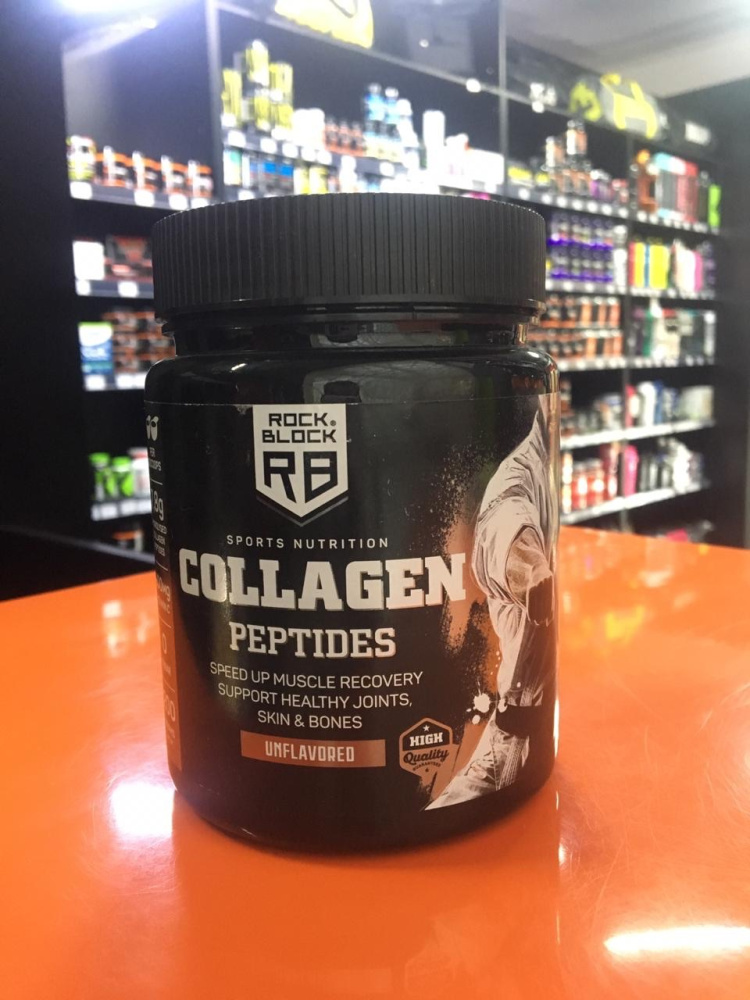 ROCK
BLOCK
RB
SPORTS NUTRITION
COLLAGEN
PEPTIDES
SPEED UP MUSCLE RECOVERY
SUPPORT HEALTHY JOINTS,
SKIN & BONES
UNFLAVORED
HIGH
Quality